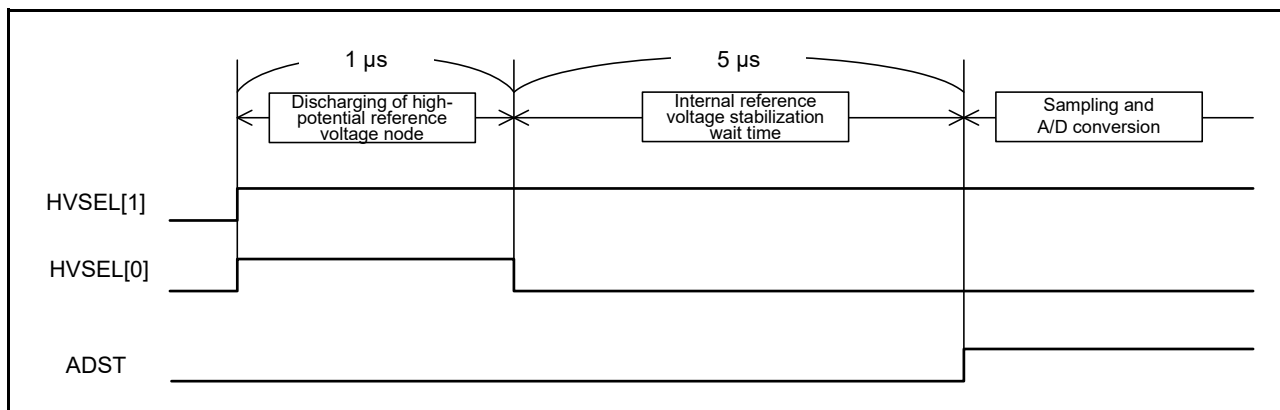 1 µs
5 µs
Discharging of high-
potential reference
voltage node
Internal reference
voltage stabilization
wait time
Sampling and
A/D conversion
HVSEL[1]
HVSEL[0]
ADST